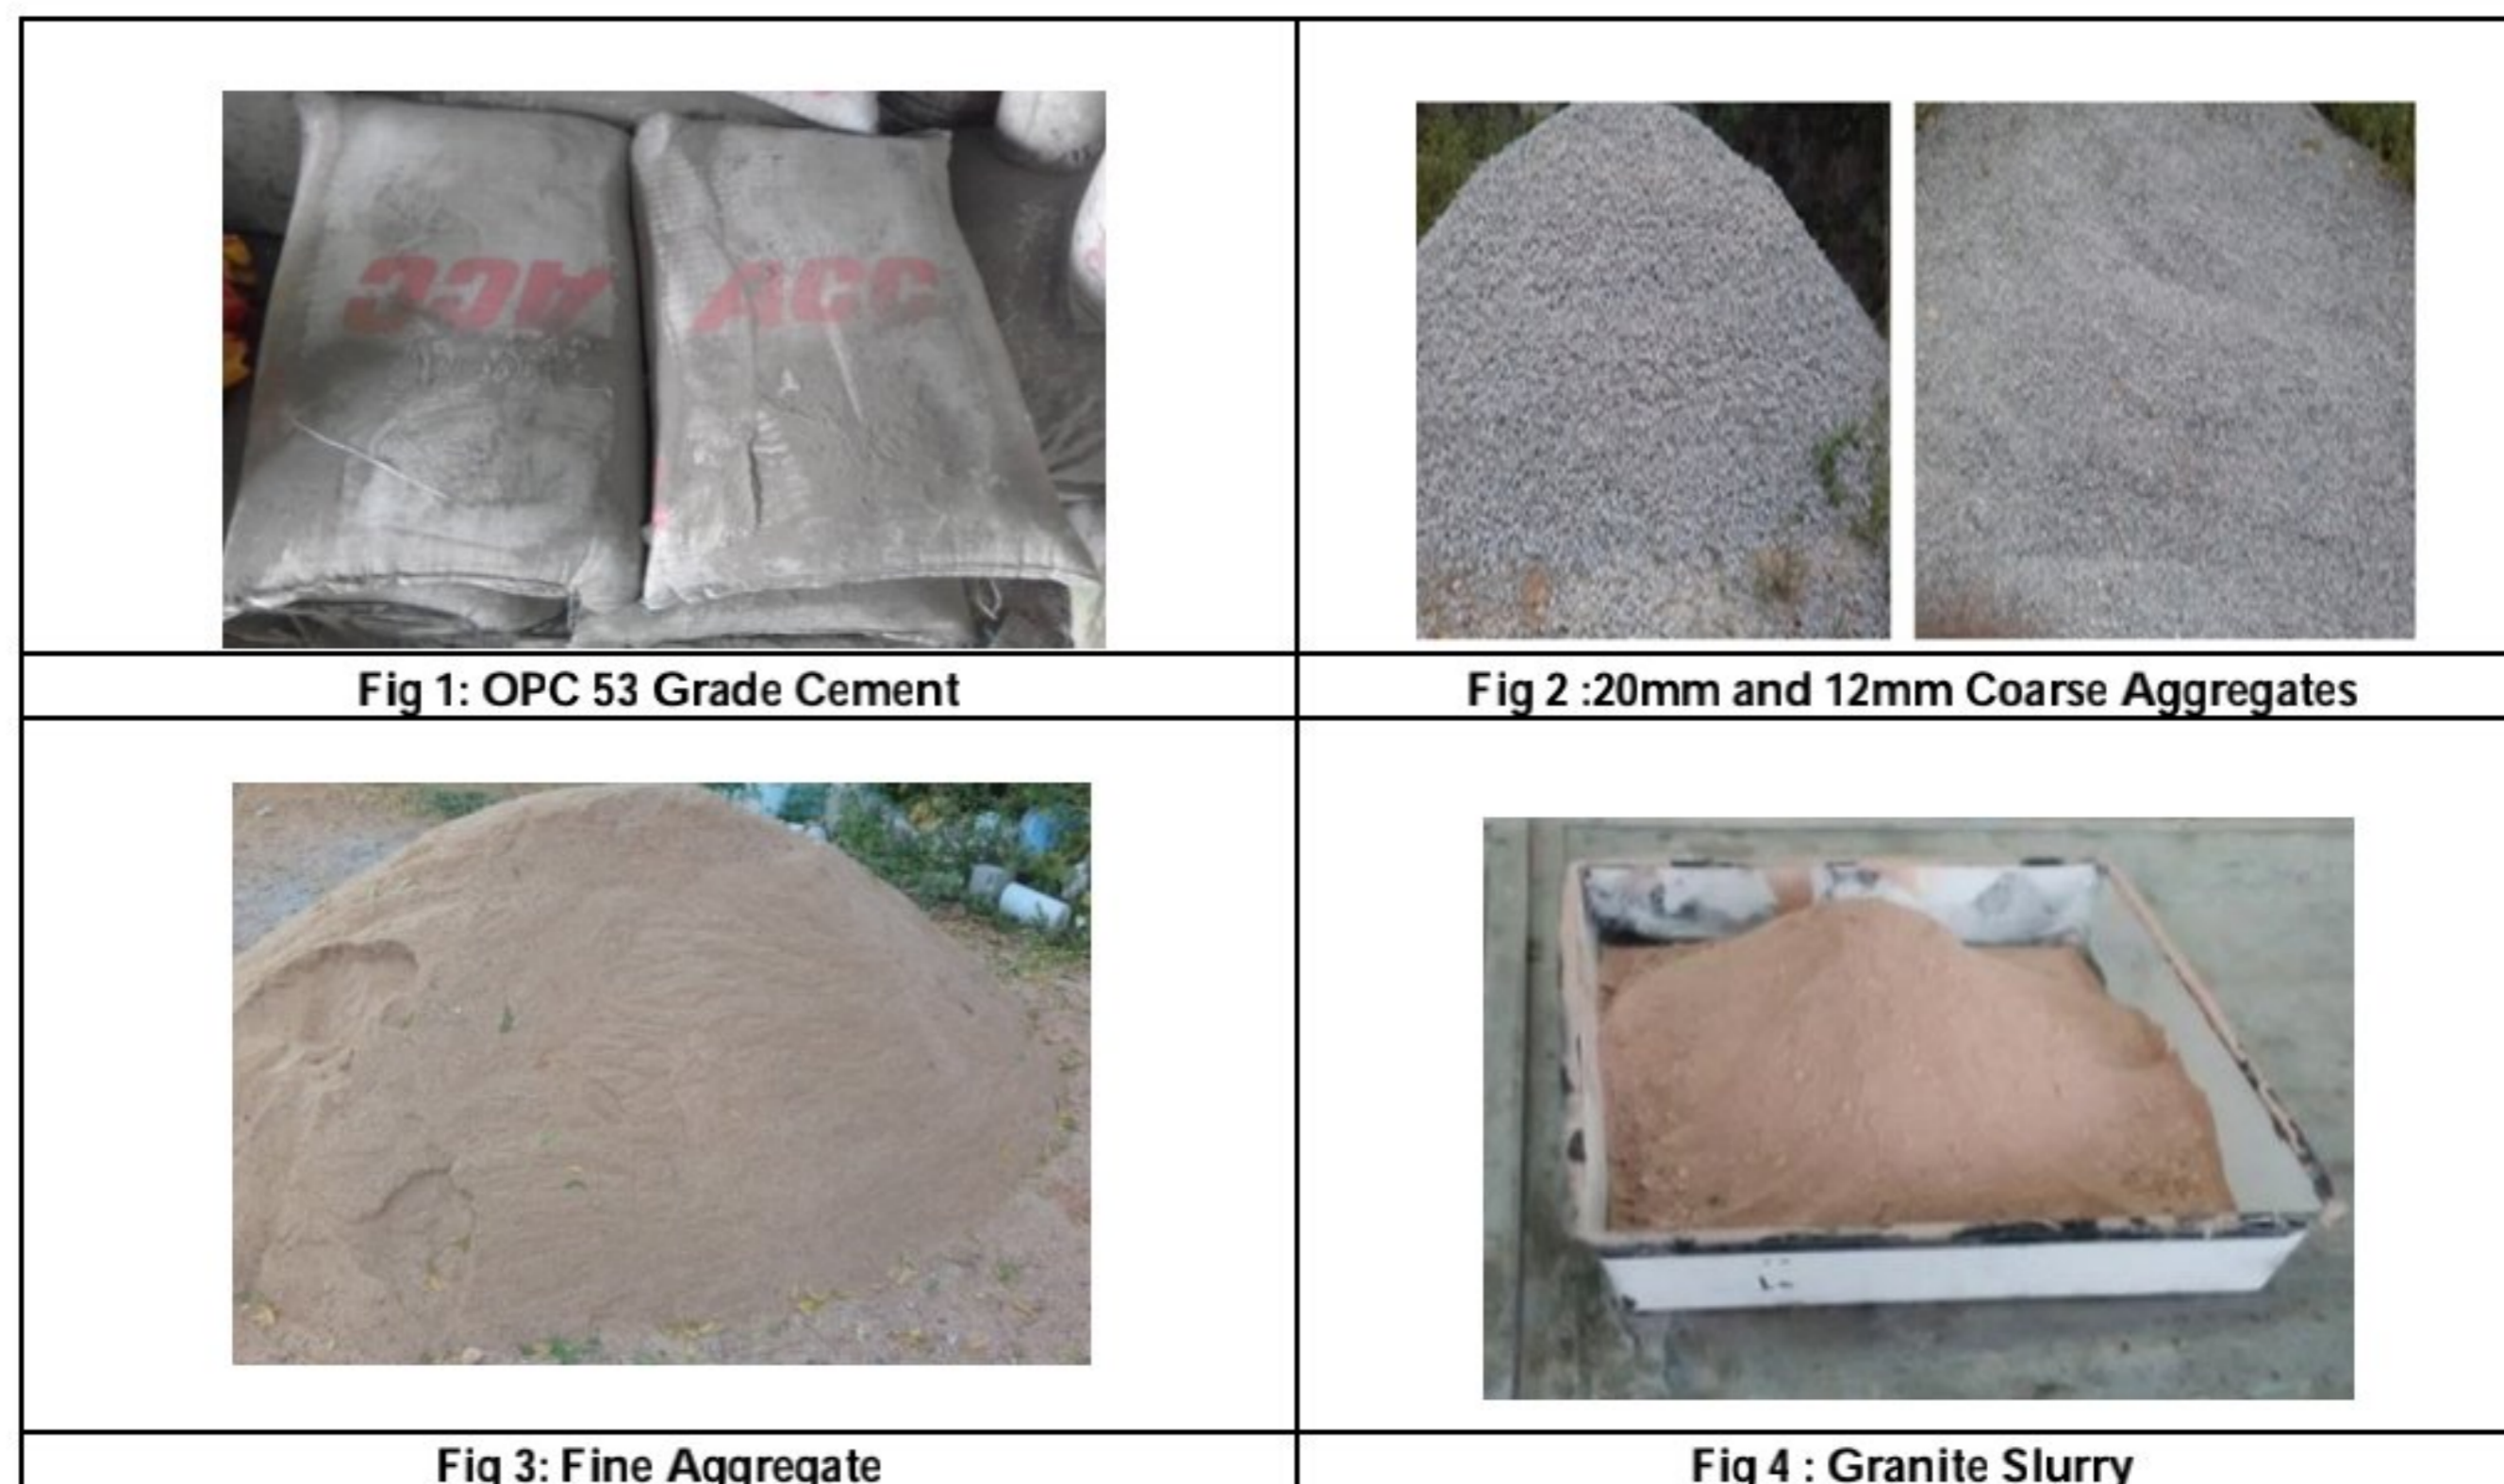 ACC ACC
Fig 1: OPC 53 Grade Cement
Fig 2 :20mm and 12mm Coarse Aggregates
Fig 3: Fine Aggregate
Fig 4 : Granite Slurry